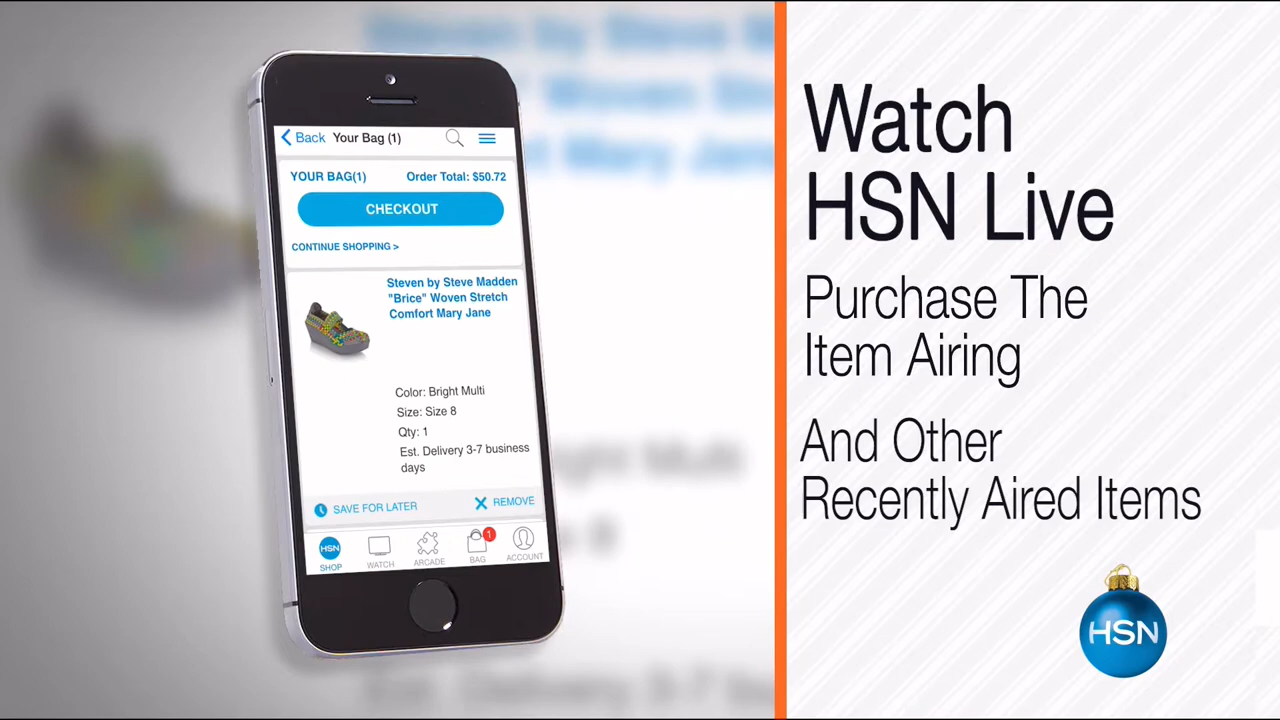 Back Your Bag (1)
YOUR BAG(1) Order Total: $50.72
CHECKOUT
CONTINUE SHOPPING >
Steven by Steve Madden
"Brice" Woven Stretch
Comfort Mary Jane
Color: Bright Multi
Size: Size 8
Qty: 1
Est. Delivery 3-7 business
days
SAVE FOR LATER REMOVE
HSN 1
SHOP WATCH ARCADE BAG ACCOUNT
Watch
HSN Live
Purchase The
Item Airing
And Other
Recently Aired Items
HSN